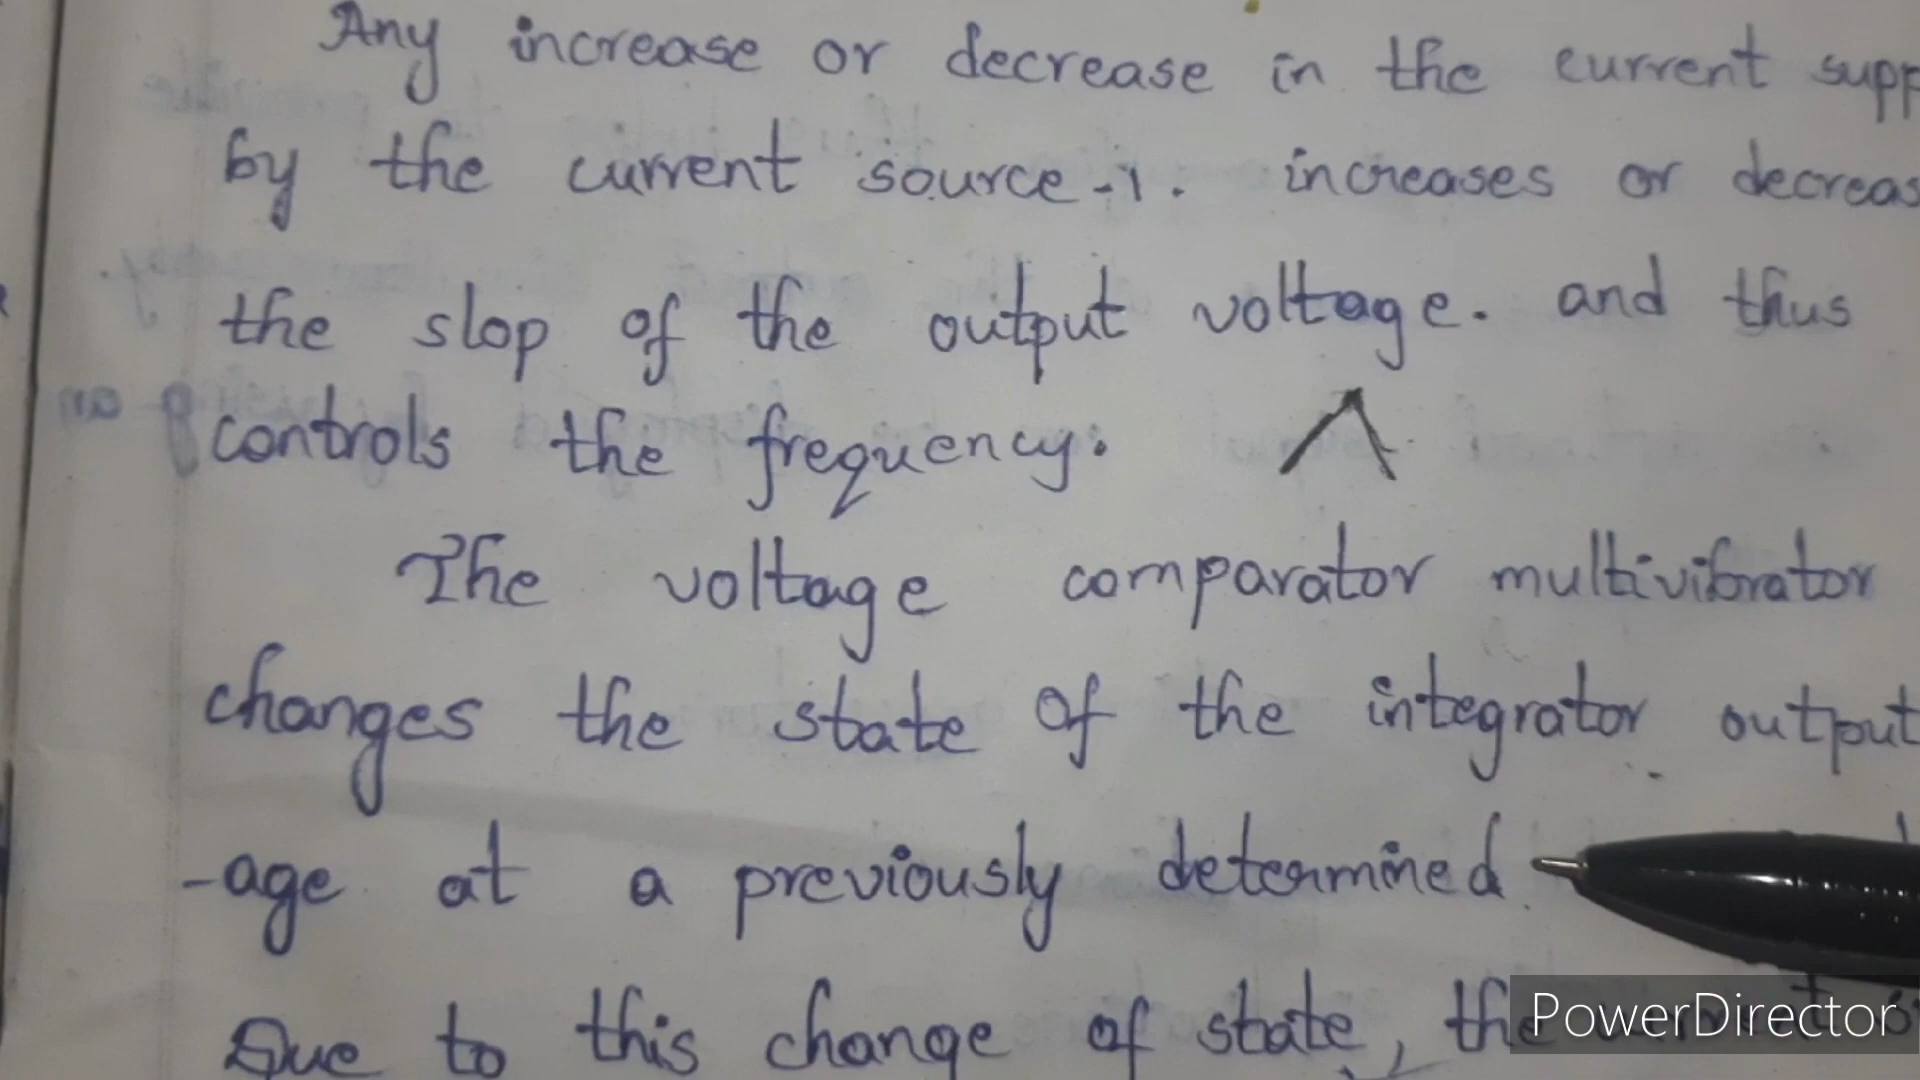 Any increase or decrease in the current supp
by the current source-1. increases or decreas
the slop of the output voltage. and thus
controls the frequency.
The voltage comparator multivibrator
changes the state of the integrator output
-age at a previously determined
Due to this change of state, the
PowerDirector